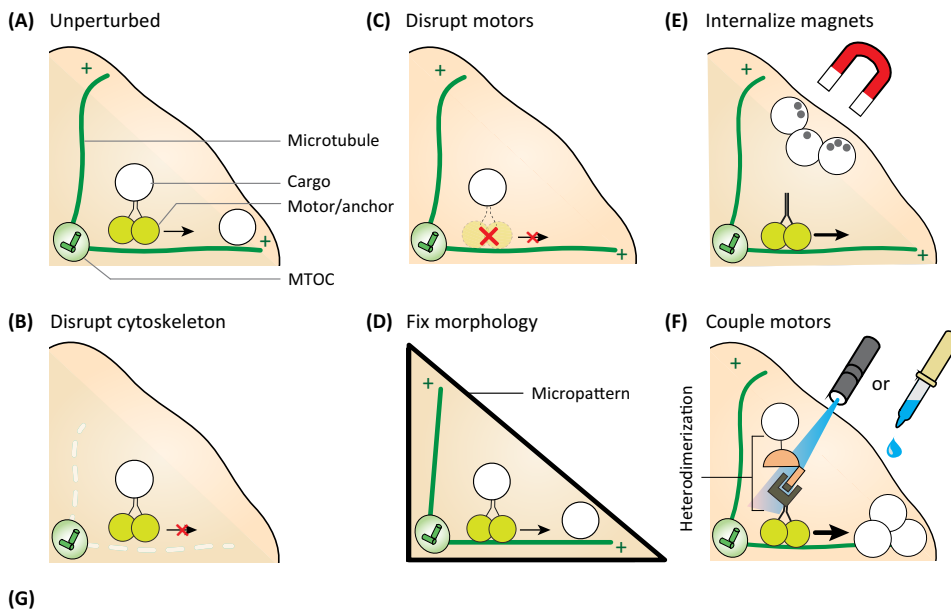 (A) Unperturbed
+
Microtubule
Cargo
Motor/anchor
+
MTOC
(B) Disrupt cytoskeleton
(C) Disrupt motors
+
+
(D) Fix morphology
+
Micropattern
+
(E) Internalize magnets
+
+
(F) Couple motors
+
or
Heterodimerization
(G)